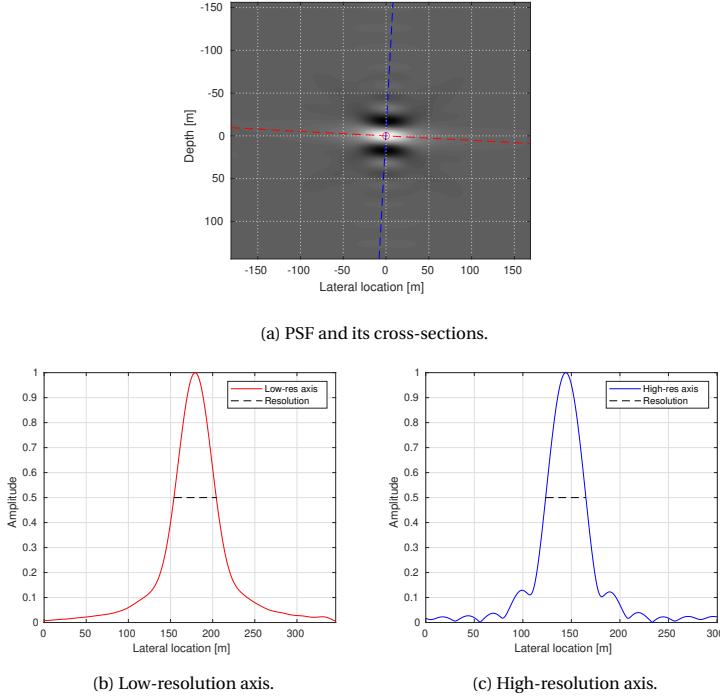 -150
-100
-50
0
50
100
Depth [m]
-150 -100 -50 0 50 100 150
Lateral location [m]
(a) PSF and its cross-sections.
1
0.9
0.8
0.7
0.6
0.5
0.4
0.3
0.2
0.1
0
Amplitude
Low-res axis
Resolution
0 50 100 150 200 250 300
Lateral location [m]
(b) Low-resolution axis.
1
0.9
0.8
0.7
0.6
0.5
0.4
0.3
0.2
0.1
0
Amplitude
High-res axis
Resolution
0 50 100 150 200 250 300
Lateral location [m]
(c) High-resolution axis.